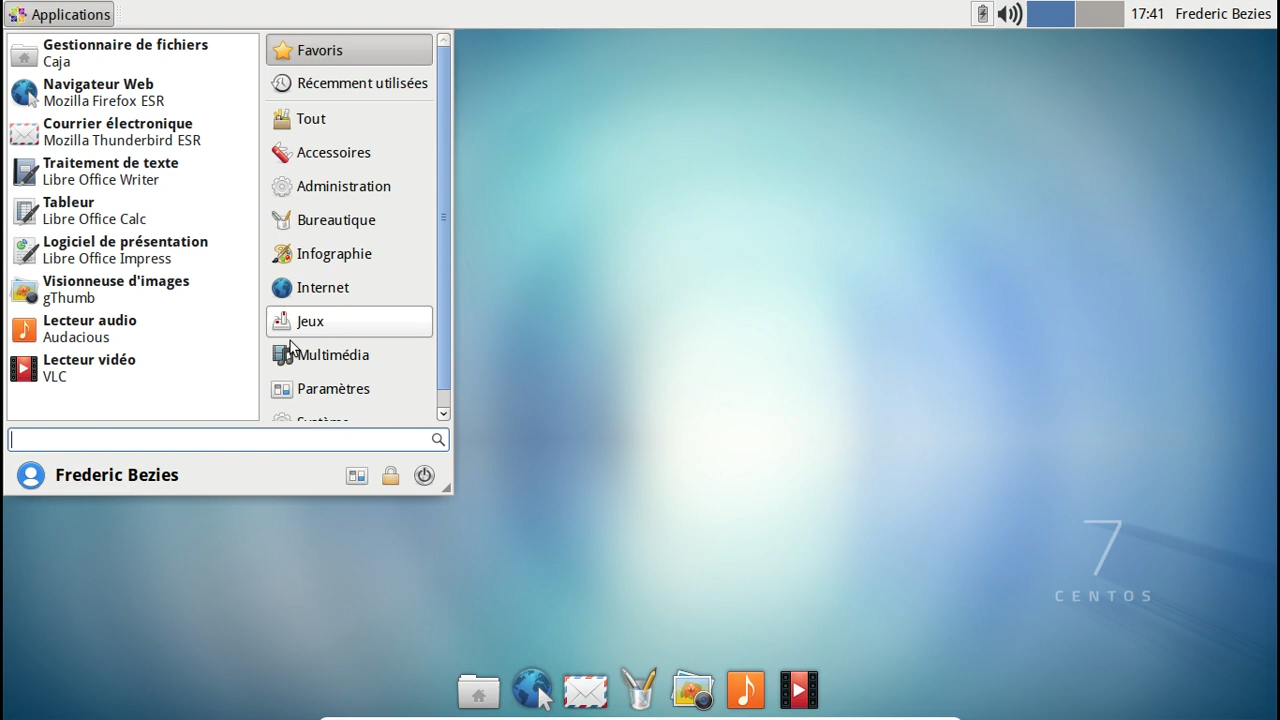 Applications
17:41 Frederic Bezies
Gestionnaire de fichiers
Caja
Navigateur Web
Mozilla Firefox ESR
Courrier électronique
Mozilla Thunderbird ESR
Traitement de texte
Libre Office Writer
Tableur
Libre Office Calc
Logiciel de présentation
Libre Office Impress
Visionneuse d'images
gThumb
Lecteur audio
Audacious
Lecteur vidéo
VLC
Favoris
Récemment utilisées
Tout
Accessoires
Administration
Bureautique
Infographie
Internet
Jeux
Multimédia
Paramètres
Système
Frederic Bezies
7
CENTOS